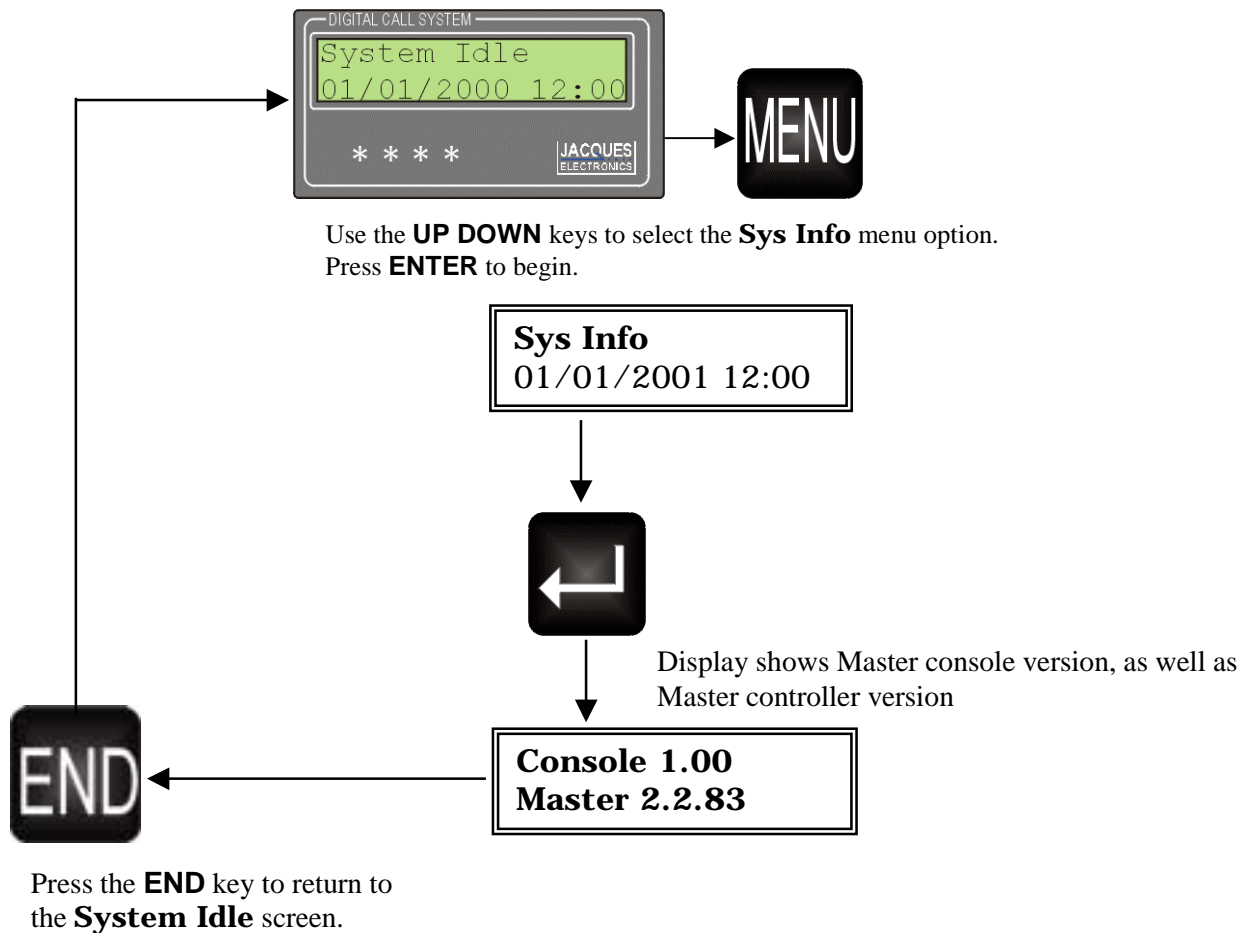 DIGITAL CALL SYSTEM
System Idle
01/01/2000 12:00
* * * *
JACQUES
ELECTRONICS
MENU
Use the UP DOWN keys to select the Sys Info menu option.
Press ENTER to begin.
Sys Info
01/01/2001 12:00
Display shows Master console version, as well as
Master controller version
Console 1.00
Master 2.2.83
END
Press the END key to return to
the System Idle screen.